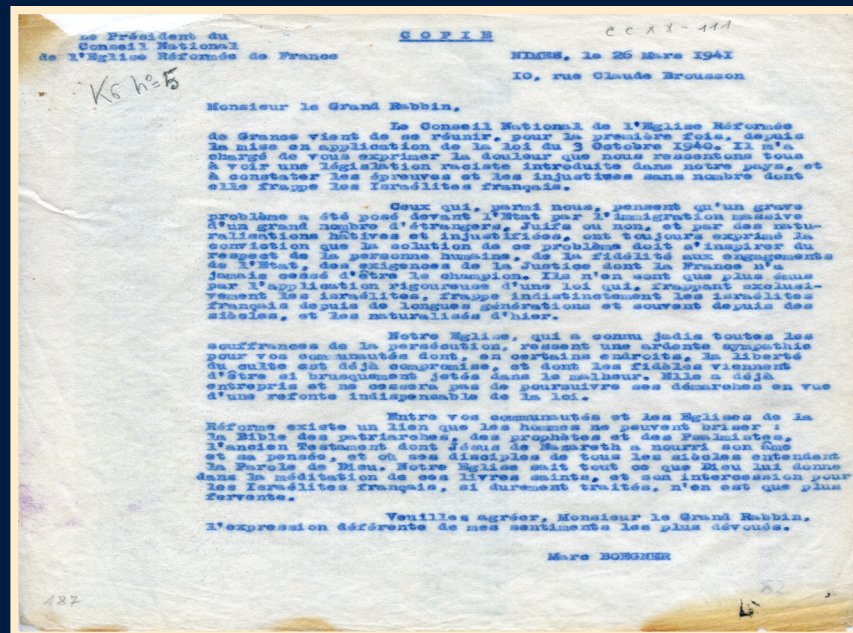 Le Président du
Conseil National
de l'Eglise Réformée de France
COPIE
CCXX-111
NIMES, le 26 Mars 1941
10, rue Claude Brousson
K6 n°=5
Monsieur le Grand Rabbin,
Le Conseil National de l'Eglise Réformée
de Grance vient de se réunir, pour la première fois, depuis
la mise en application de la loi du 3 Octobre 1940. Il m'a
chargé de vous exprimer la douleur que nous ressentons tous
à voir une législation raciste introduite dans notre pays, et
à constater les épreuves et les injustices sans nombre dont
elle frappe les Israélites français.
Ceux qui, parmi nous, pensent qu'un grave
problème a été posé devant l'Etat par l'immigration massive
d'un grand nombre d'étrangers, Juifs ou non, et par des natu-
ralisations hâtives et injustifiées, ont toujours exprimé la
conviction que la solution de ce problème doit s'inspirer du
respect de la personne humaine, de la fidélité aux engagements
de l'Etat, des exigences de la Justice dont la France n'a
jamais cessé d'être le champion. Ils n'en sont que plus émus
par l'application rigoureuse d'une loi qui, frappant exclusi-
vement les israélites, frappe indistinctement les israélites
français depuis de longues générations et souvent depuis des
siècles, et les naturalisés d'hier.
Notre Eglise, qui a connu jadis toutes les
souffrances de la persécution, ressent une ardente sympathie
pour vos communautés dont, en certains endroits, la liberté
du culte est déjà compromise, et dont les fidèles viennent
d'être si brusquement jetés dans le malheur. Elle a déjà
entrepris et ne cessera pas de poursuivre ses démarches en vue
d'une refonte indispensable de la loi.
Entre vos communautés et les Eglises de la
Réforme existe un lien que les hommes ne peuvent briser :
la Bible des patriarches, des prophètes et des Psalmistes,
l'ancien Testament dont Jésus de Nazareth a nourri son âme
et sa pensée, et où ses disciples de tous les siècles entendent
la Parole de Dieu. Notre Eglise sait tout ce que Dieu lui donne
dans la méditation de ces livres saints, et son intercession pour
les Israélites français, si durement traités, n'en est que plus
fervente.
Veuilles agréer, Monsieur le Grand Rabbin,
l'expression déférente de mes sentiments les plus dévoués.
Marc BOEGNER
187